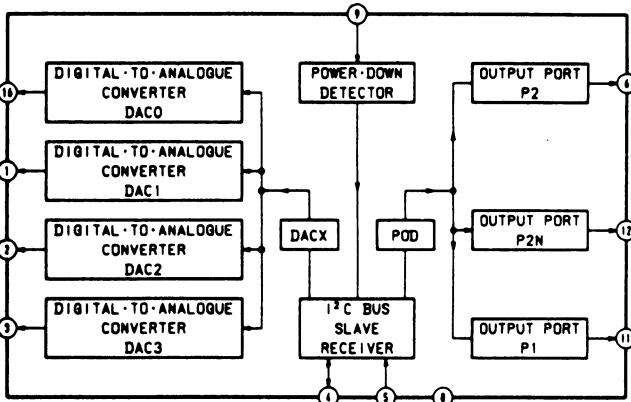 9
DIGITAL·TO·ANALOGUE
CONVERTER
DAC0
16
POWER·DOWN
DETECTOR
OUTPUT PORT
P2
6
DIGITAL·TO·ANALOGUE
CONVERTER
DAC1
1
DIGITAL·TO·ANALOGUE
CONVERTER
DAC2
2
DACX
POD
OUTPUT PORT
P2N
12
DIGITAL·TO·ANALOGUE
CONVERTER
DAC3
3
I²C BUS
SLAVE
RECEIVER
OUTPUT PORT
P1
11
4
5
8